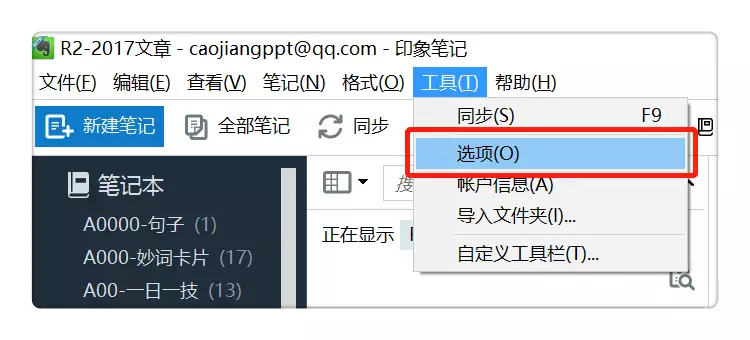 R2-2017文章 - caojiangppt@qq.com - 印象笔记
文件(F) 编辑(E) 查看(V) 笔记(N) 格式(O) 工具(T) 帮助(H)
新建笔记 全部笔记 同步
同步(S) F9
选项(O)
帐户信息(A)
导入文件夹(I)...
自定义工具栏(T)...
笔记本
A0000-句子 (1)
A000-妙词卡片 (17)
A00-一日一技 (13)
正在显示